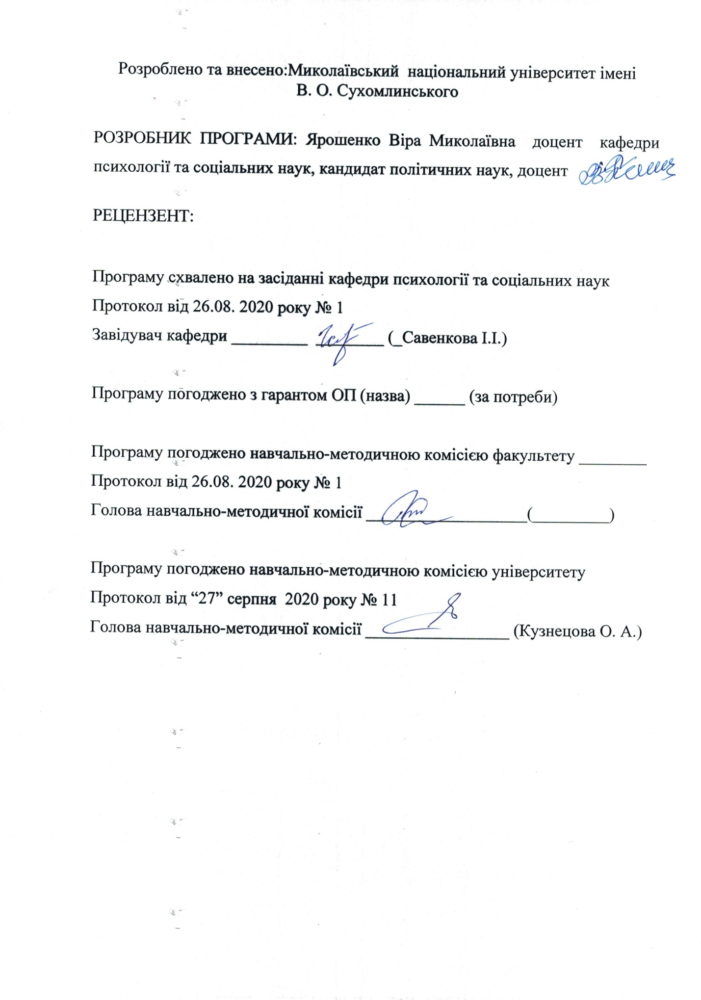 Розроблено та внесено:Миколаївський національний університет імені
В. О. Сухомлинського
РОЗРОБНИК ПРОГРАМИ: Ярошенко Віра Миколаївна доцент кафедри
психології та соціальних наук, кандидат політичних наук, доцент
РЕЦЕНЗЕНТ:
Програму схвалено на засіданні кафедри психології та соціальних наук
Протокол від 26.08. 2020 року № 1
Завідувач кафедри _________ ________ (_Савенкова І.І.)
Програму погоджено з гарантом ОП (назва) ______ (за потреби)
Програму погоджено навчально-методичною комісією факультету ________
Протокол від 26.08. 2020 року № 1
Голова навчально-методичної комісії ___________________(_________)
Програму погоджено навчально-методичною комісією університету
Протокол від “27” серпня 2020 року № 11
Голова навчально-методичної комісії _________________ (Кузнецова О. А.)